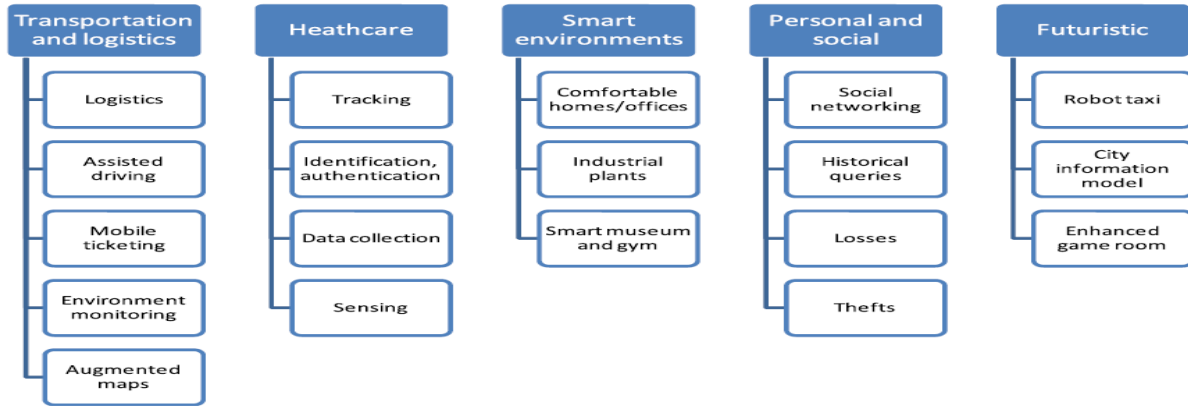 Transportation
and logistics
Logistics
Assisted
driving
Mobile
ticketing
Environment
monitoring
Augmented
maps
Heathcare
Tracking
Identification,
authentication
Data collection
Sensing
Smart
environments
Comfortable
homes/offices
Industrial
plants
Smart museum
and gym
Personal and
social
Social
networking
Historical
queries
Losses
Thefts
Futuristic
Robot taxi
City
information
model
Enhanced
game room